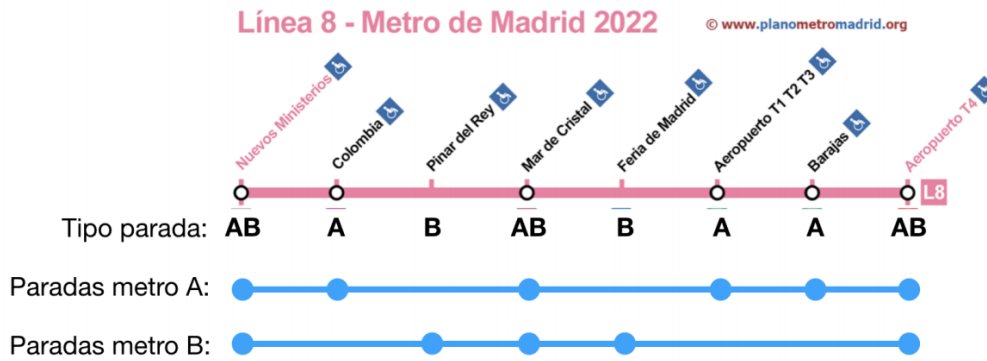 Línea 8 - Metro de Madrid 2022
© www.planometromadrid.org
Nuevos Ministerios
Colombia
Pinar del Rey
Mar de Cristal
Feria de Madrid
Aeropuerto T1 T2 T3
Barajas
Aeropuerto T4
L8
Tipo parada: AB A B AB B A A AB
Paradas metro A:
Paradas metro B: